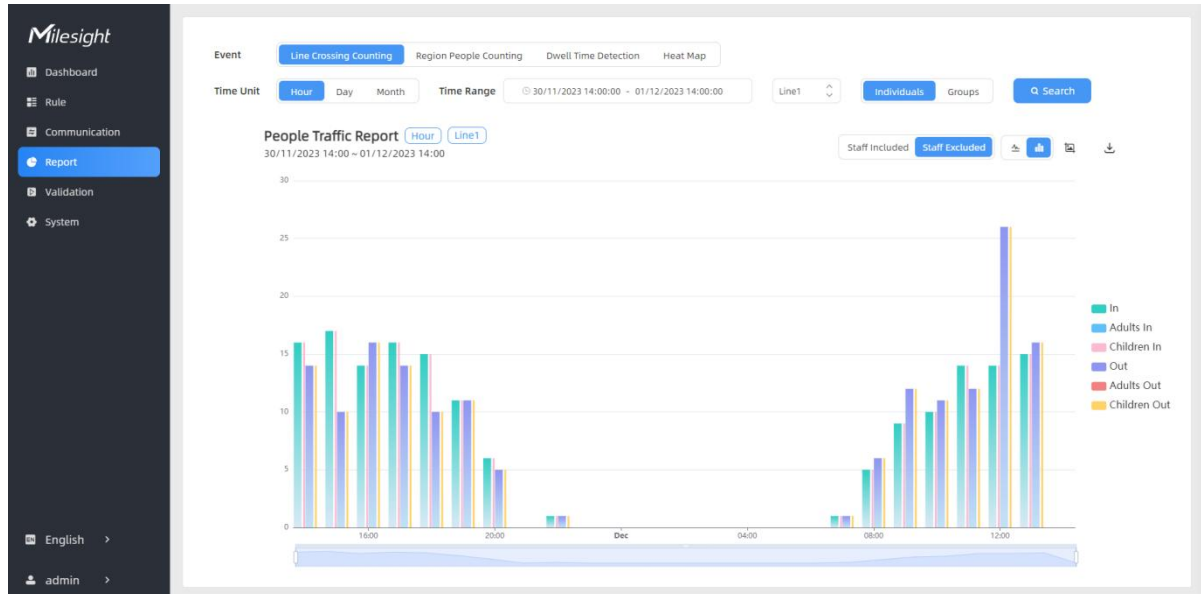 Milesight
Dashboard
Rule
Communication
Report
Validation
System
EN English >
admin >
Event Line Crossing Counting Region People Counting Dwell Time Detection Heat Map
Time Unit Hour Day Month Time Range 30/11/2023 14:00:00 - 01/12/2023 14:00:00 Line1 Individuals Groups Search
People Traffic Report Hour Line1
30/11/2023 14:00 ~ 01/12/2023 14:00
Staff Included Staff Excluded
30
25
20
15
10
5
0
16:00 20:00 Dec 04:00 08:00 12:00
In
Adults In
Children In
Out
Adults Out
Children Out